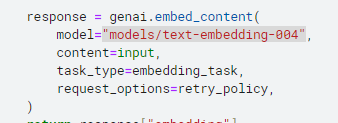 response = genai.embed_content(
model="models/text-embedding-004",
content=input,
task_type=embedding_task,
request_options=retry_policy,
)
return response["embedding"]